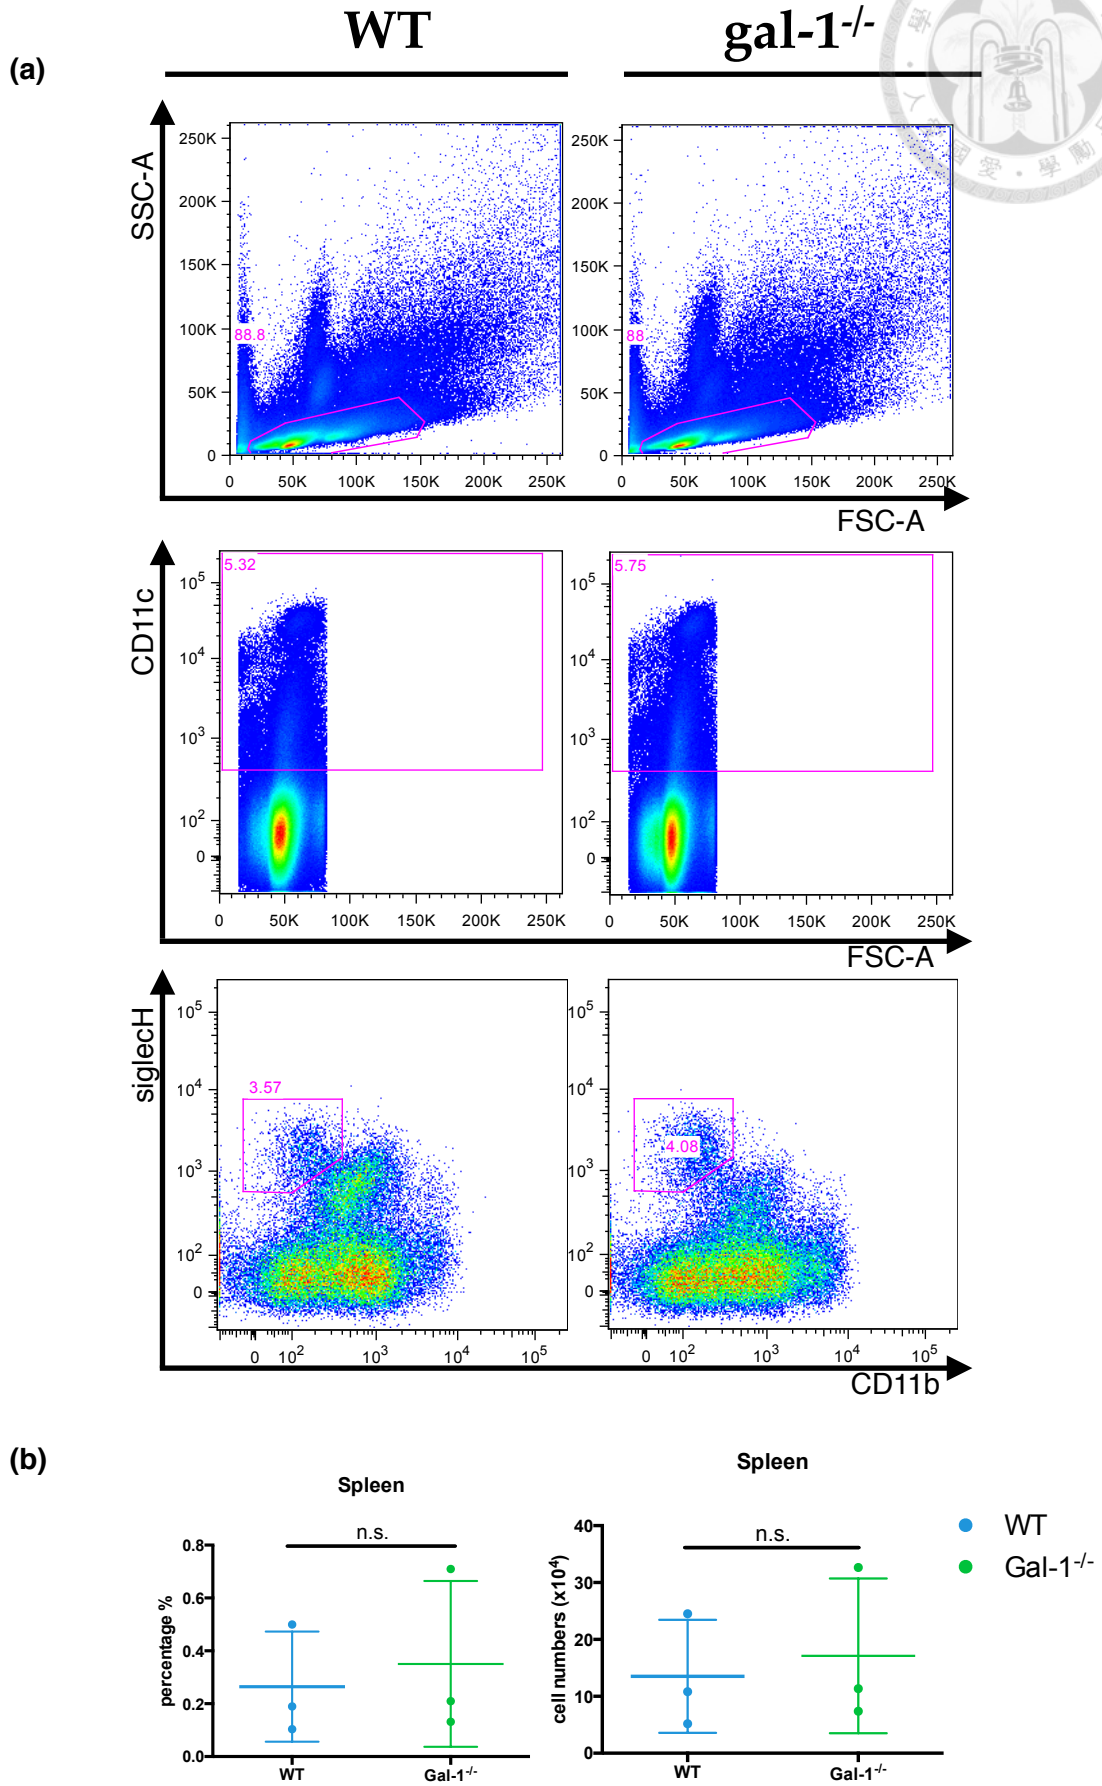 WT gal-1-/-
(a)
學
人
國 愛 · 學 勵
SSC-A
250K
200K
150K
100K
50K
0
88.8
0 50K 100K 150K 200K 250K
250K
200K
150K
100K
50K
0
88
0 50K 100K 150K 200K 250K
FSC-A
CD11c
10^5
10^4
10^3
10^2
0
5.32
0 50K 100K 150K 200K 250K
10^5
10^4
10^3
10^2
0
5.75
0 50K 100K 150K 200K 250K
FSC-A
siglecH
10^5
10^4
10^3
10^2
0
3.57
0 10^2 10^3 10^4 10^5
10^5
10^4
10^3
10^2
0
4.08
0 10^2 10^3 10^4 10^5
CD11b
(b)
Spleen
n.s.
percentage %
0.8
0.6
0.4
0.2
0.0
WT Gal-1-/-
Spleen
n.s.
cell numbers (x10^4)
40
30
20
10
0
WT Gal-1-/-
WT
Gal-1-/-